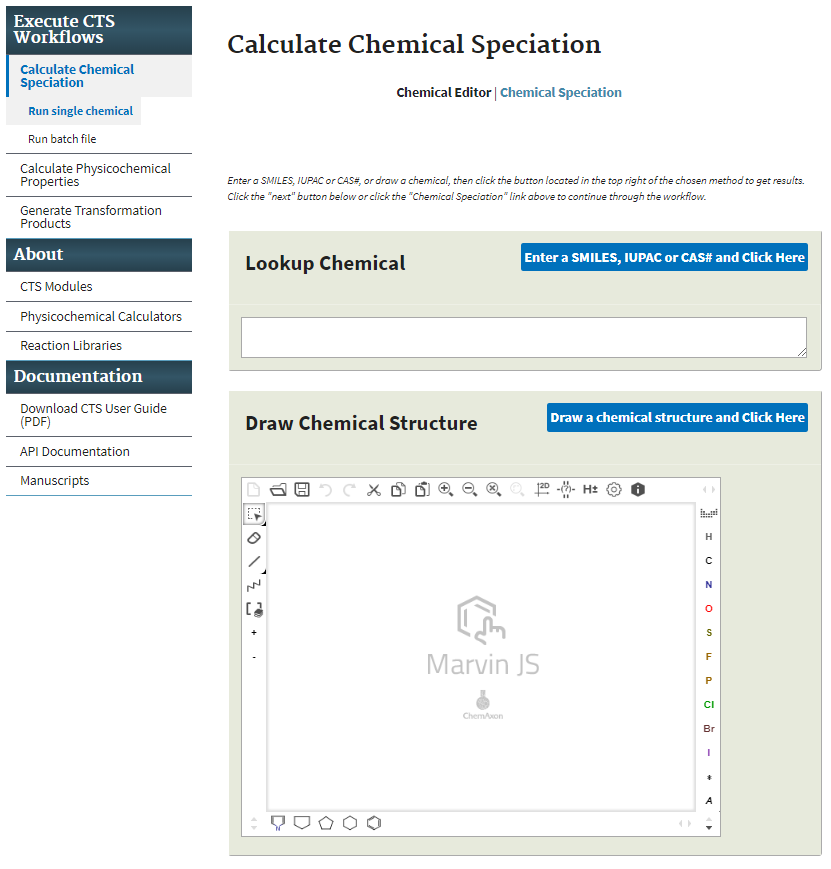 Execute CTS
Workflows
Calculate Chemical
Speciation
Run single chemical
Run batch file
Calculate Physicochemical
Properties
Generate Transformation
Products
About
CTS Modules
Physicochemical Calculators
Reaction Libraries
Documentation
Download CTS User Guide
(PDF)
API Documentation
Manuscripts
Calculate Chemical Speciation
Chemical Editor | Chemical Speciation
Enter a SMILES, IUPAC or CAS#, or draw a chemical, then click the button located in the top right of the chosen method to get results.
Click the "next" button below or click the "Chemical Speciation" link above to continue through the workflow.
Lookup Chemical
Enter a SMILES, IUPAC or CAS# and Click Here
Draw Chemical Structure
Draw a chemical structure and Click Here
2D
(?)
H±
i
H
C
N
O
S
F
P
Cl
Br
I
*
A
+
-
Marvin JS
ChemAxon
N